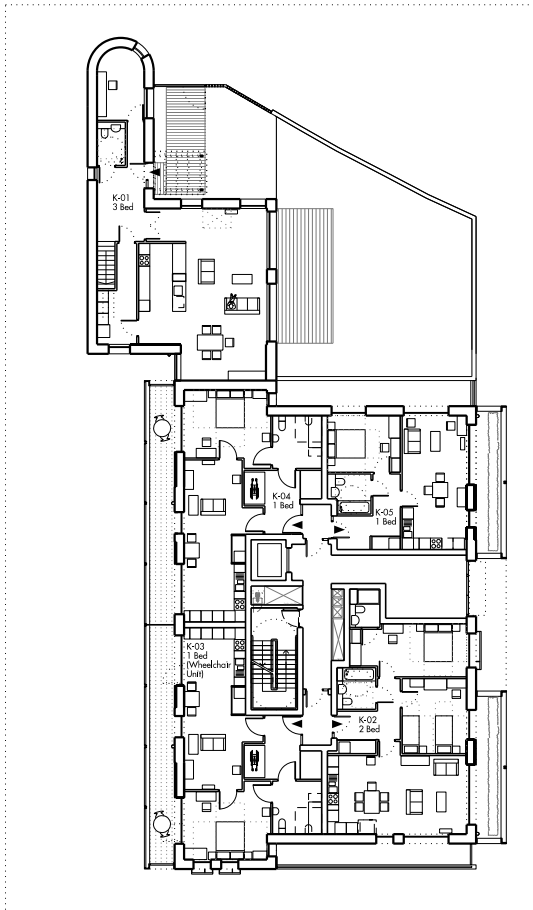 K-01
3 Bed
K-04
1 Bed
K-05
1 Bed
K-03
1 Bed
(Wheelchair
Unit)
K-02
2 Bed